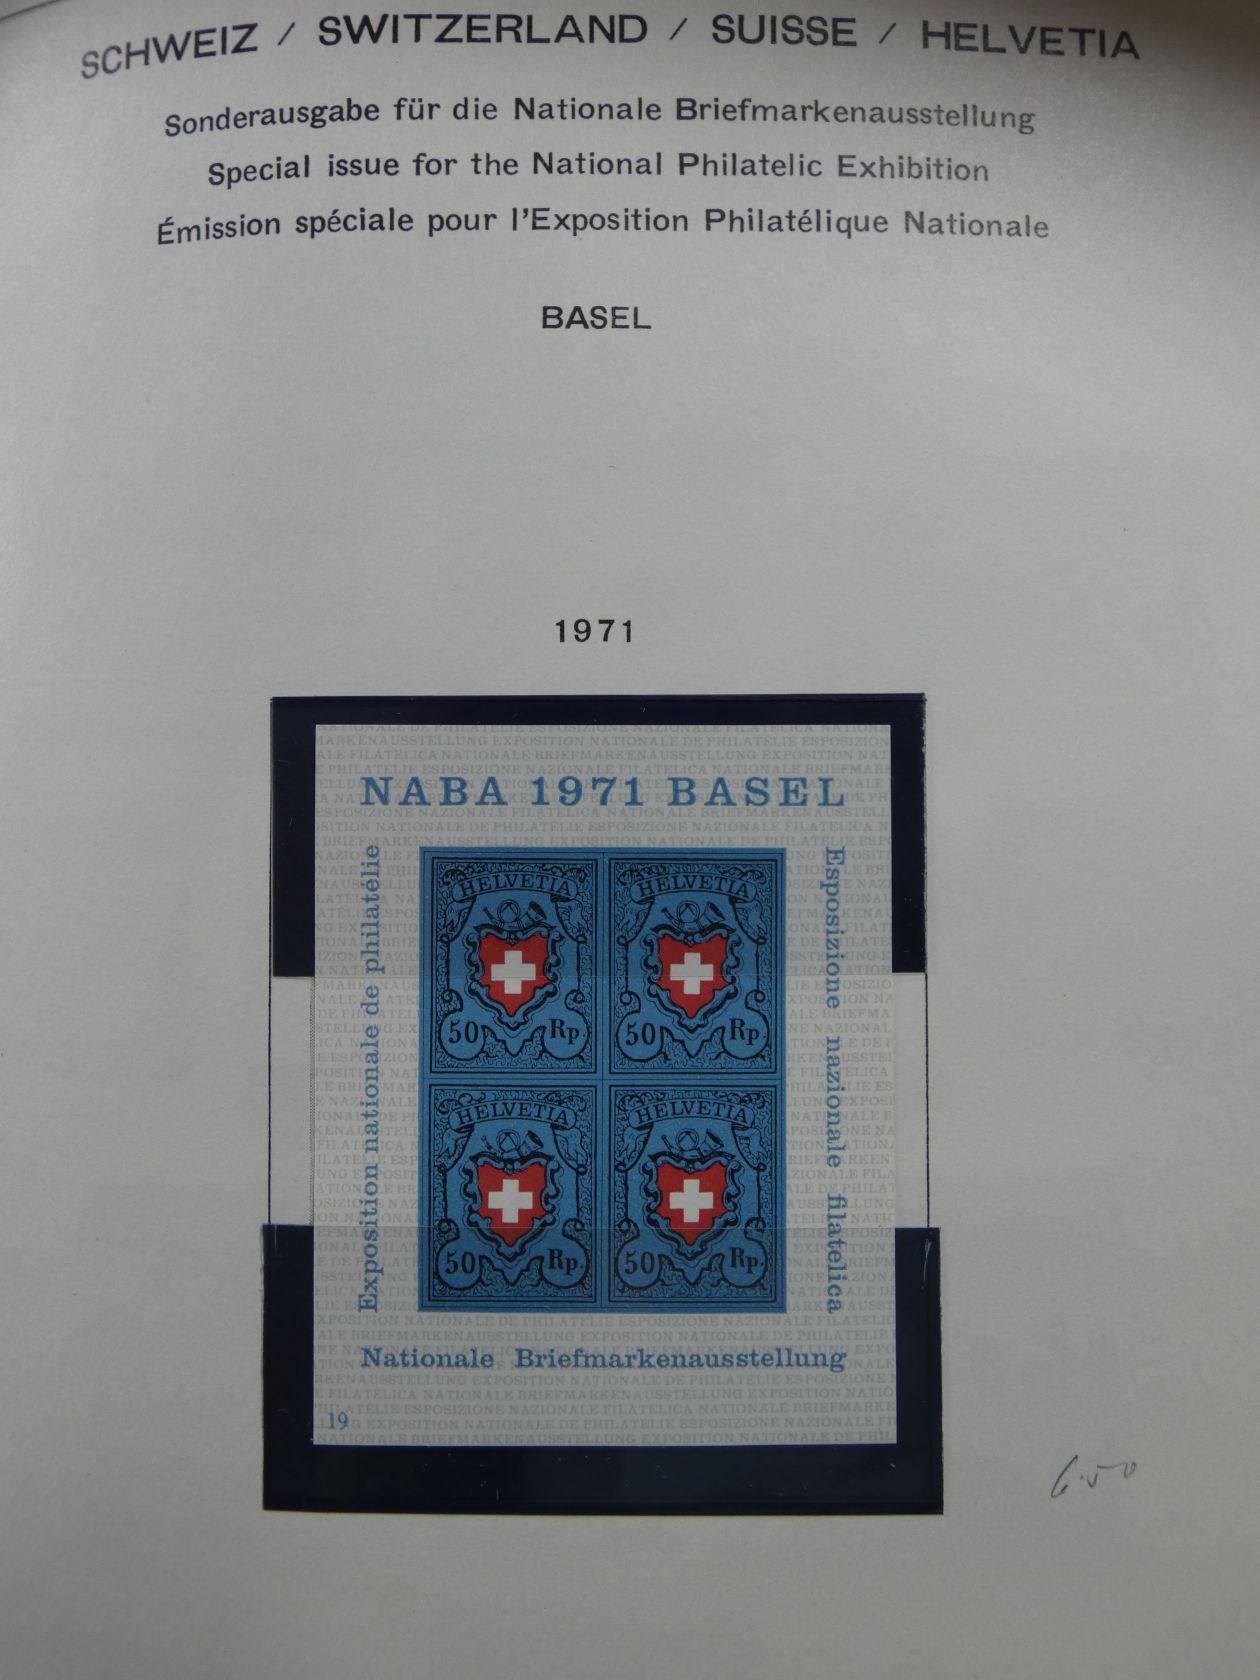 SCHWEIZ / SWITZERLAND / SUISSE / HELVETIA
Sonderausgabe für die Nationale Briefmarkenausstellung
Special issue for the National Philatelic Exhibition
Émission spéciale pour l'Exposition Philatélique Nationale
BASEL
1971
NABA 1971 BASEL
Exposition nationale de philatélie
Esposizione nazionale filatelica
HELVETIA
50 Rp.
HELVETIA
50 Rp.
HELVETIA
50 Rp.
HELVETIA
50 Rp.
Nationale Briefmarkenausstellung
19
6.50